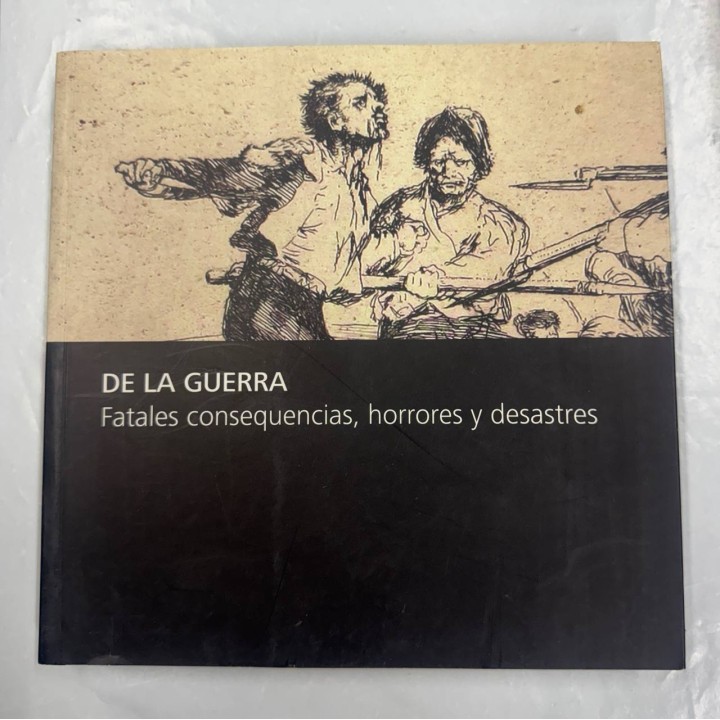 DE LA GUERRA
Fatales consequencias, horrores y desastres